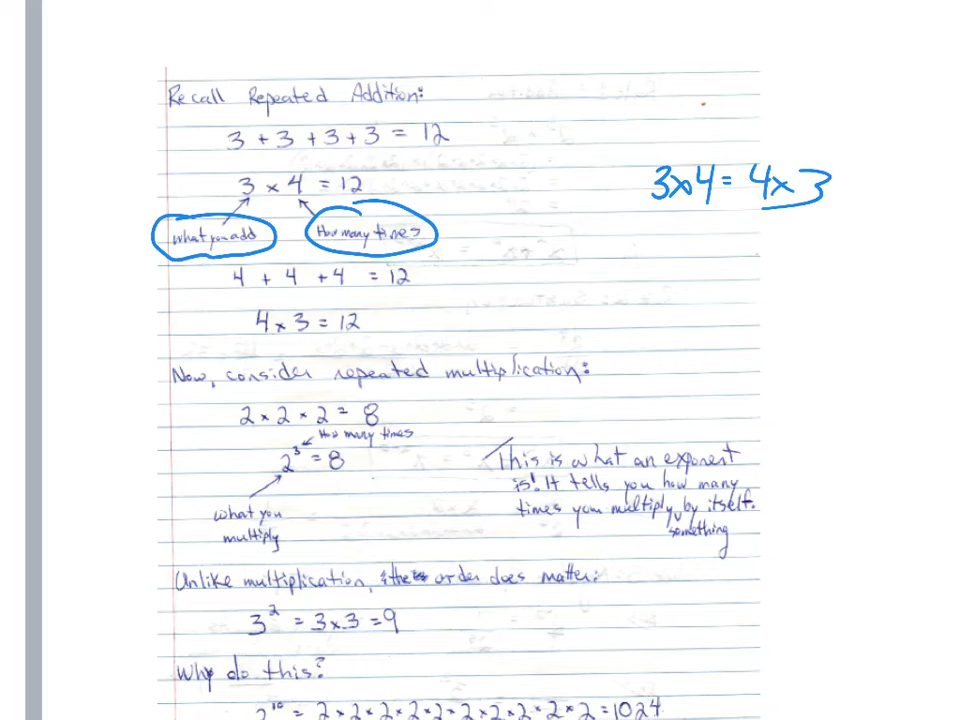 Recall Repeated Addition:
3 + 3 + 3 + 3 = 12
3 x 4 = 12
3x4 = 4x3
What you add
How many times
4 + 4 + 4 = 12
4 x 3 = 12
Now, consider repeated multiplication:
2 x 2 x 2 = 8
How many times
2³ = 8
What you
multiply
This is what an exponent
is! It tells you how many
times you multiply by itself.
something
Unlike multiplication, the order does matter:
3² = 3 x 3 = 9
Why do this?
2¹⁰ = 2 x 2 x 2 x 2 x 2 x 2 x 2 x 2 x 2 x 2 = 1024